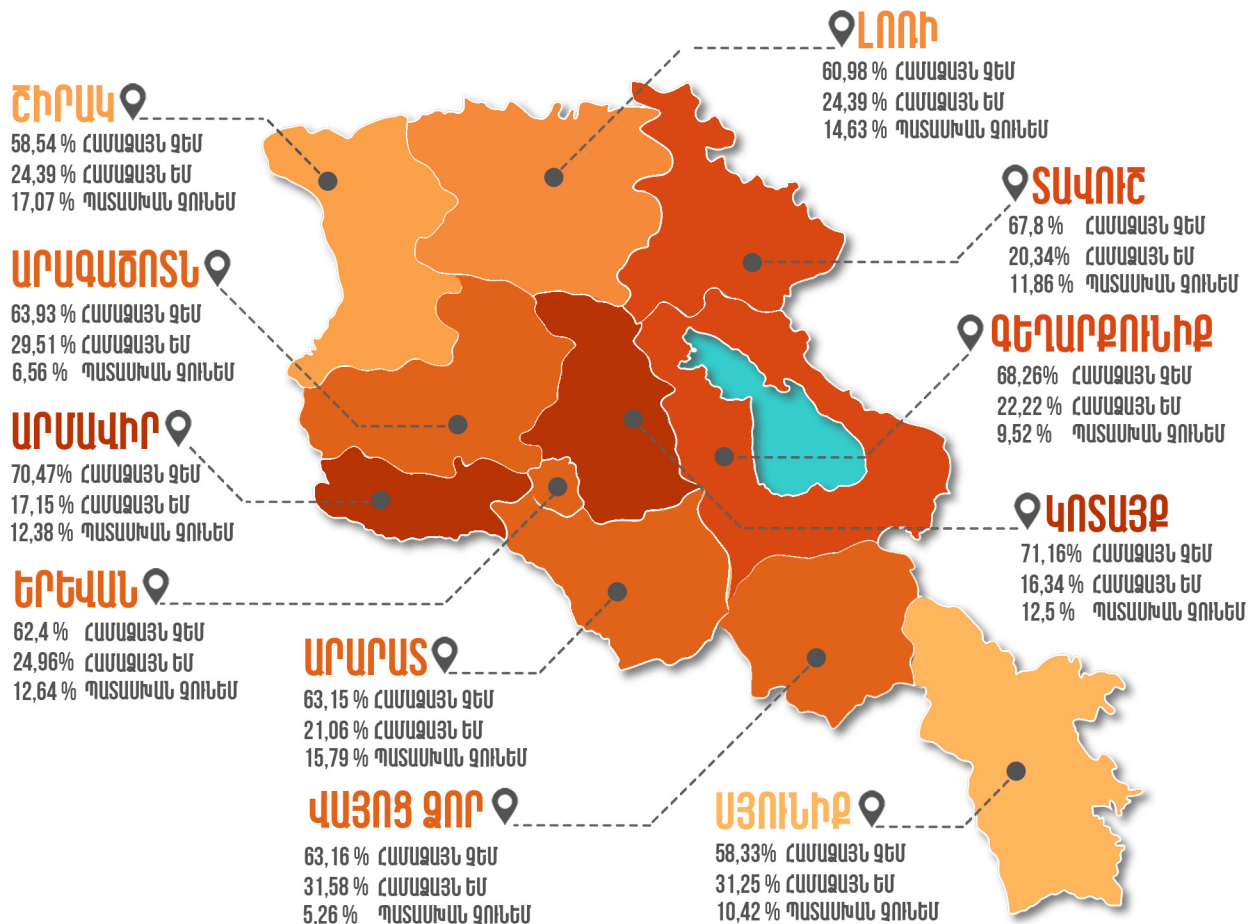 ԼՈՌԻ
60,98 % ՀԱՄԱՁԱՅՆ ՉԵՄ
24,39 % ՀԱՄԱՁԱՅՆ ԵՄ
14,63 % ՊԱՏԱՍԽԱՆ ՉՈՒՆԵՄ
ՇԻՐԱԿ
58,54 % ՀԱՄԱՁԱՅՆ ՉԵՄ
24,39 % ՀԱՄԱՁԱՅՆ ԵՄ
17,07 % ՊԱՏԱՍԽԱՆ ՉՈՒՆԵՄ
ՏԱՎՈՒՇ
67,8% ՀԱՄԱՁԱՅՆ ՉԵՄ
20,34% ՀԱՄԱՁԱՅՆ ԵՄ
11,86 % ՊԱՏԱՍԽԱՆ ՉՈՒՆԵՄ
ԱՐԱԳԱԾՈՏՆ
63,93 % ՀԱՄԱՁԱՅՆ ՉԵՄ
29,51 % ՀԱՄԱՁԱՅՆ ԵՄ
6,56 % ՊԱՏԱՍԽԱՆ ՉՈՒՆԵՄ
ԳԵՂԱՐՔՈՒՆԻՔ
68,26% ՀԱՄԱՁԱՅՆ ՉԵՄ
22,22 % ՀԱՄԱՁԱՅՆ ԵՄ
9,52 % ՊԱՏԱՍԽԱՆ ՉՈՒՆԵՄ
ԱՐՄԱՎԻՐ
70,47% ՀԱՄԱՁԱՅՆ ՉԵՄ
17,15 % ՀԱՄԱՁԱՅՆ ԵՄ
12,38 % ՊԱՏԱՍԽԱՆ ՉՈՒՆԵՄ
ԿՈՏԱՅՔ
71,16% ՀԱՄԱՁԱՅՆ ՉԵՄ
16,34 % ՀԱՄԱՁԱՅՆ ԵՄ
12,5 % ՊԱՏԱՍԽԱՆ ՉՈՒՆԵՄ
ԵՐԵՎԱՆ
62,4 % ՀԱՄԱՁԱՅՆ ՉԵՄ
24,96% ՀԱՄԱՁԱՅՆ ԵՄ
12,64 % ՊԱՏԱՍԽԱՆ ՉՈՒՆԵՄ
ԱՐԱՐԱՏ
63,15 % ՀԱՄԱՁԱՅՆ ՉԵՄ
21,06 % ՀԱՄԱՁԱՅՆ ԵՄ
15,79 % ՊԱՏԱՍԽԱՆ ՉՈՒՆԵՄ
ՎԱՅՈՑ ՁՈՐ
63,16 % ՀԱՄԱՁԱՅՆ ՉԵՄ
31,58 % ՀԱՄԱՁԱՅՆ ԵՄ
5,26 % ՊԱՏԱՍԽԱՆ ՉՈՒՆԵՄ
ՍՅՈՒՆԻՔ
58,33% ՀԱՄԱՁԱՅՆ ՉԵՄ
31,25 % ՀԱՄԱՁԱՅՆ ԵՄ
10,42 % ՊԱՏԱՍԽԱՆ ՉՈՒՆԵՄ